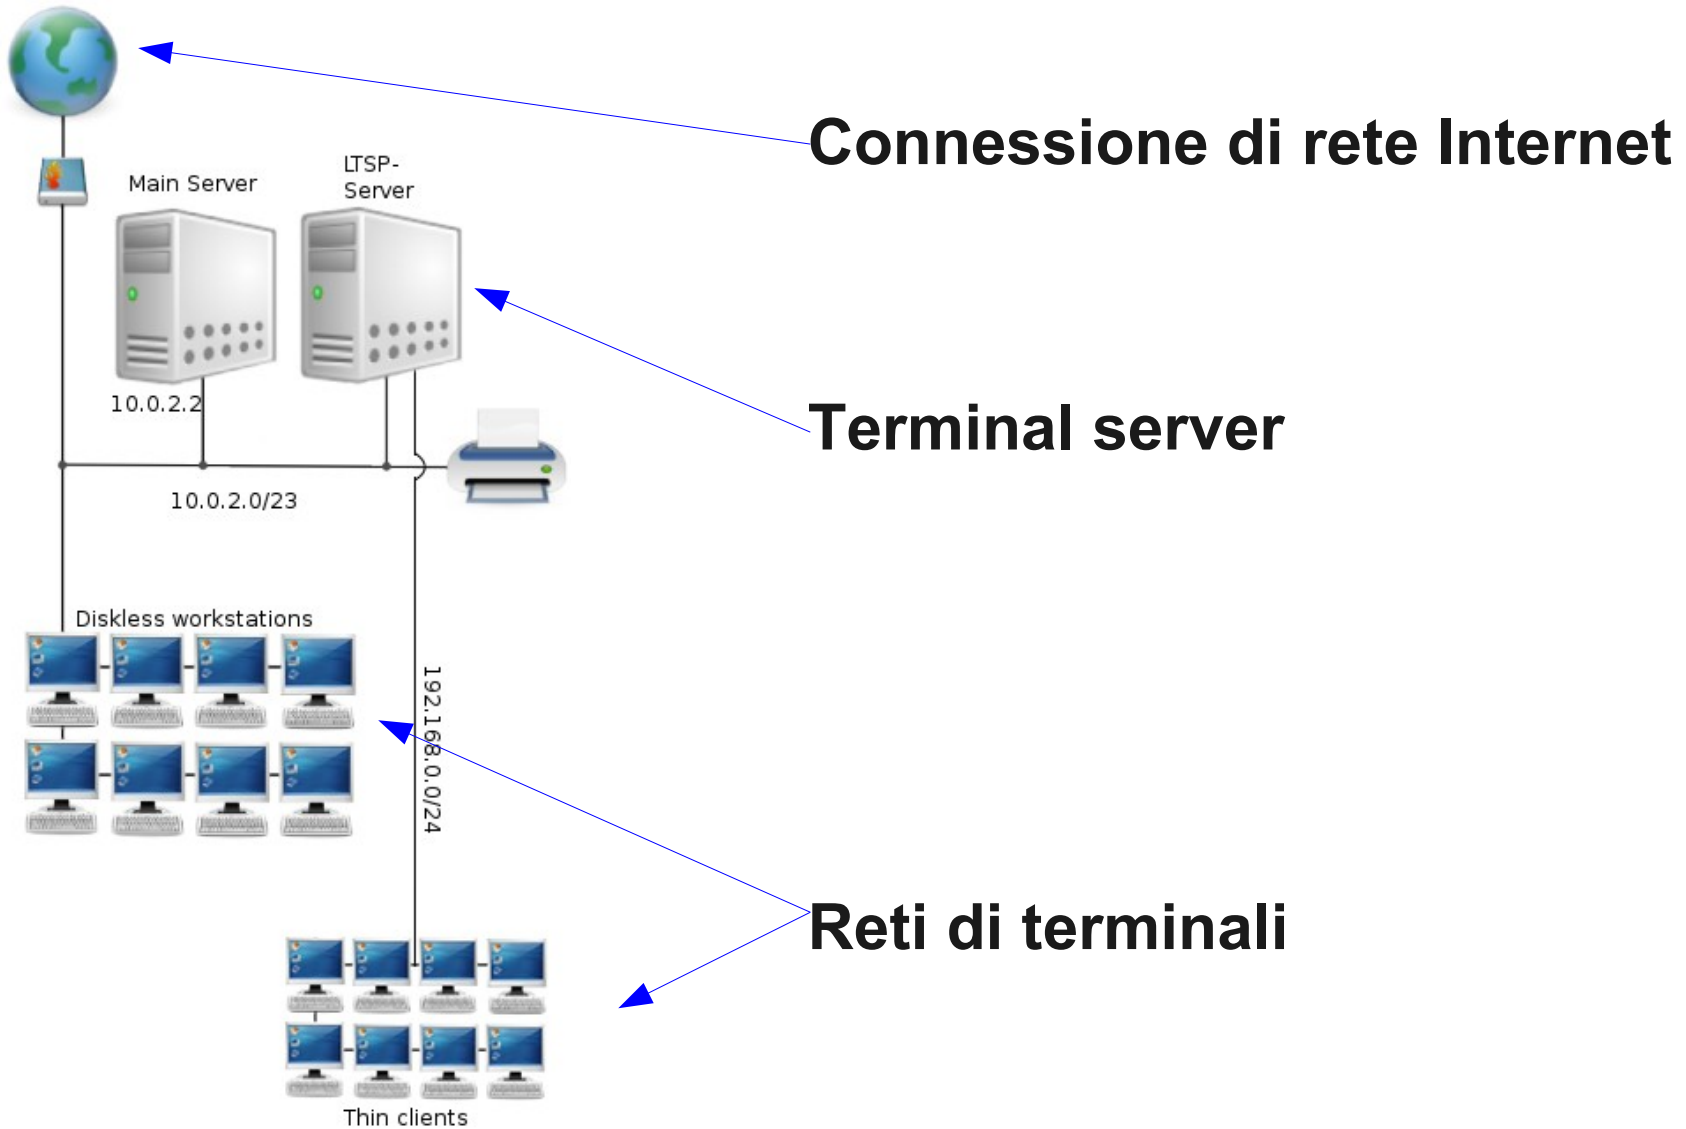 Connessione di rete Internet
LTSP-
Server
Main Server
10.0.2.2
Terminal server
10.0.2.0/23
Diskless workstations
192.168.0.0/24
Reti di terminali
Thin clients